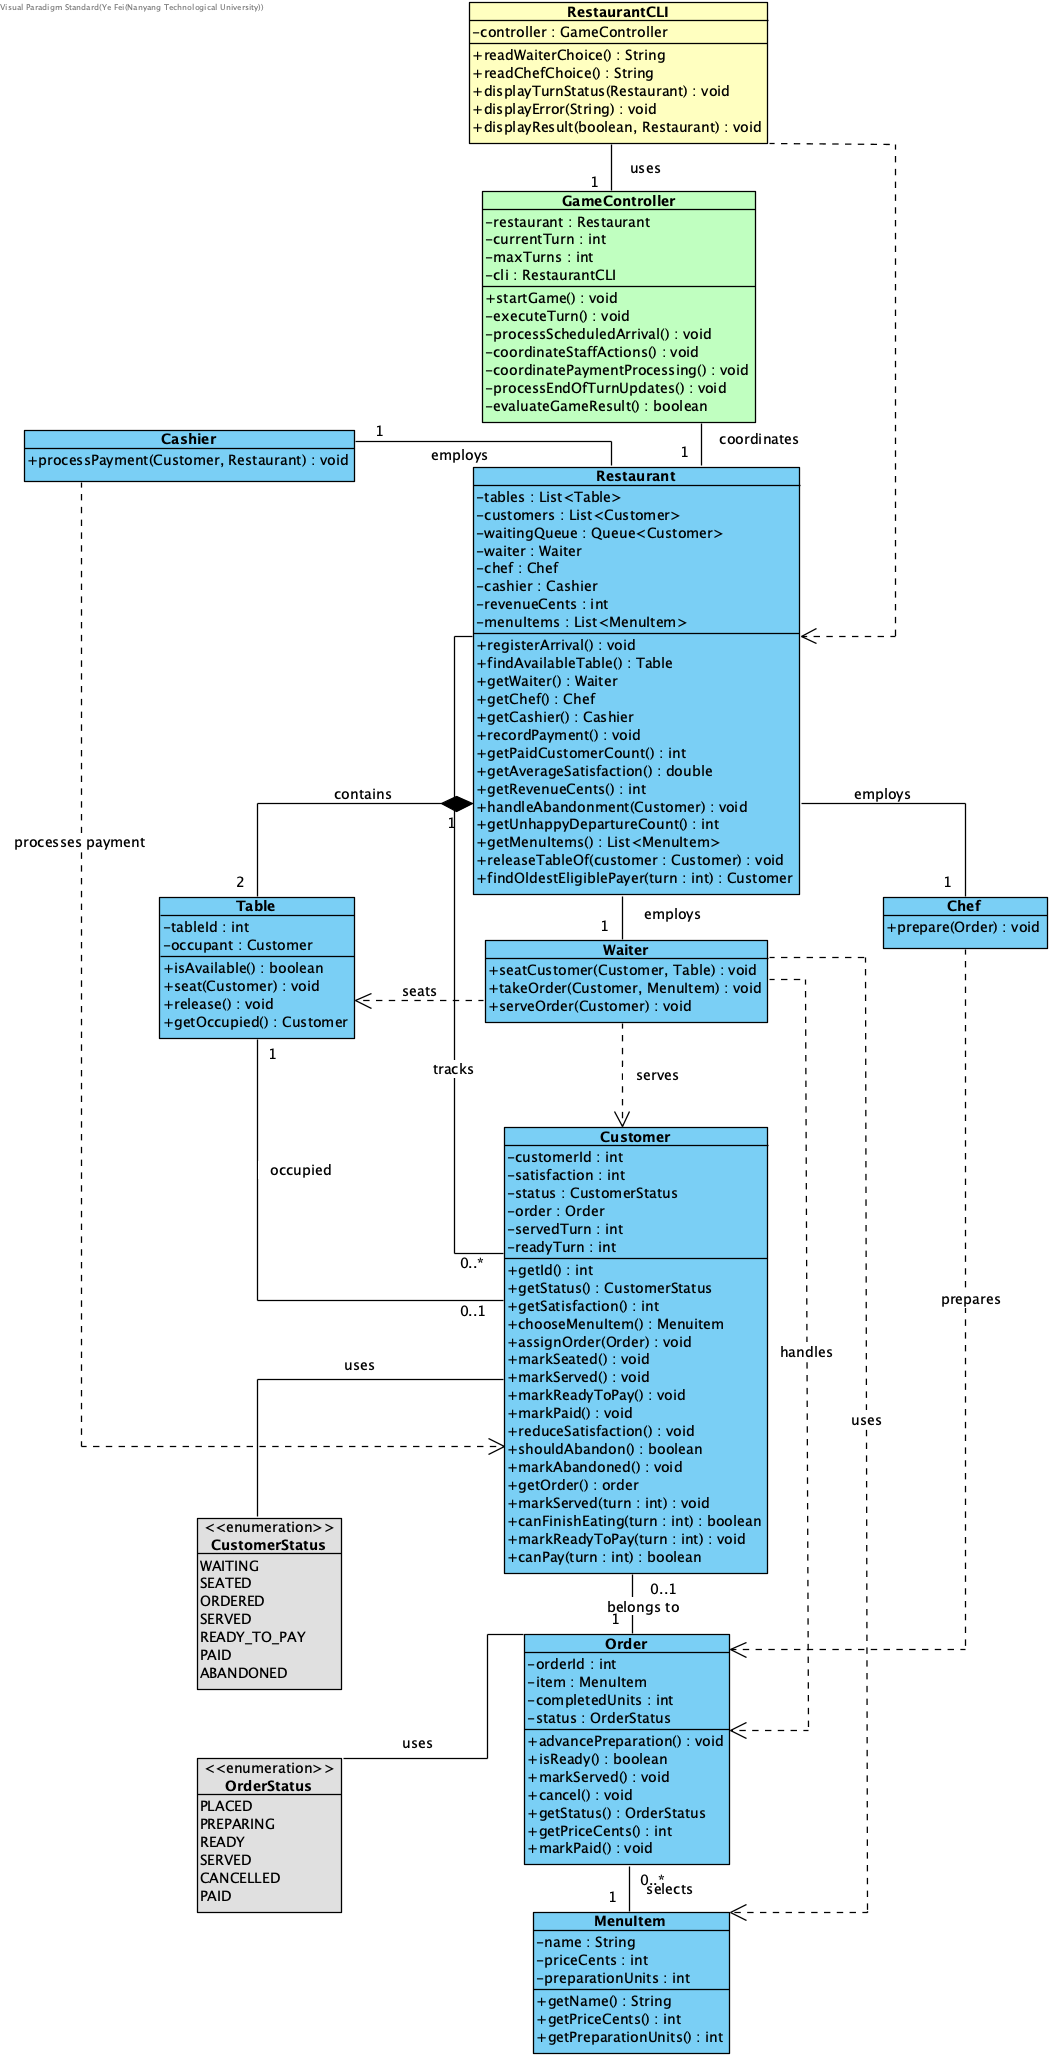 Visual Paradigm Standard(Ye Fei(Nanyang Technological University))
RestaurantCLI
-controller : GameController
+readWaiterChoice() : String
+readChefChoice() : String
+displayTurnStatus(Restaurant) : void
+displayError(String) : void
+displayResult(boolean, Restaurant) : void
uses
1
GameController
-restaurant : Restaurant
-currentTurn : int
-maxTurns : int
-cli : RestaurantCLI
+startGame() : void
-executeTurn() : void
-processScheduledArrival() : void
-coordinateStaffActions() : void
-coordinatePaymentProcessing() : void
-processEndOfTurnUpdates() : void
-evaluateGameResult() : boolean
coordinates
1
Cashier
+processPayment(Customer, Restaurant) : void
1
employs
Restaurant
-tables : List<Table>
-customers : List<Customer>
-waitingQueue : Queue<Customer>
-waiter : Waiter
-chef : Chef
-cashier : Cashier
-revenueCents : int
-menuItems : List<MenuItem>
+registerArrival() : void
+findAvailableTable() : Table
+getWaiter() : Waiter
+getChef() : Chef
+getCashier() : Cashier
+recordPayment() : void
+getPaidCustomerCount() : int
+getAverageSatisfaction() : double
+getRevenueCents() : int
+handleAbandonment(Customer) : void
+getUnhappyDepartureCount() : int
+getMenuItems() : List<MenuItem>
+releaseTableOf(customer : Customer) : void
+findOldestEligiblePayer(turn : int) : Customer
contains
1
2
employs
1
processes payment
employs
1
Table
-tableId : int
-occupant : Customer
+isAvailable() : boolean
+seat(Customer) : void
+release() : void
+getOccupied() : Customer
Chef
+prepare(Order) : void
Waiter
+seatCustomer(Customer, Table) : void
+takeOrder(Customer, MenuItem) : void
+serveOrder(Customer) : void
seats
1
tracks
serves
occupied
0..*
0..1
Customer
-customerId : int
-satisfaction : int
-status : CustomerStatus
-order : Order
-servedTurn : int
-readyTurn : int
+getId() : int
+getStatus() : CustomerStatus
+getSatisfaction() : int
+chooseMenuItem() : Menuitem
+assignOrder(Order) : void
+markSeated() : void
+markServed() : void
+markReadyToPay() : void
+markPaid() : void
+reduceSatisfaction() : void
+shouldAbandon() : boolean
+markAbandoned() : void
+getOrder() : order
+markServed(turn : int) : void
+canFinishEating(turn : int) : boolean
+markReadyToPay(turn : int) : void
+canPay(turn : int) : boolean
prepares
handles
uses
uses
<<enumeration>>
CustomerStatus
WAITING
SEATED
ORDERED
SERVED
READY_TO_PAY
PAID
ABANDONED
0..1
belongs to
1
Order
-orderId : int
-item : MenuItem
-completedUnits : int
-status : OrderStatus
+advancePreparation() : void
+isReady() : boolean
+markServed() : void
+cancel() : void
+getStatus() : OrderStatus
+getPriceCents() : int
+markPaid() : void
uses
<<enumeration>>
OrderStatus
PLACED
PREPARING
READY
SERVED
CANCELLED
PAID
0..*
selects
1
MenuItem
-name : String
-priceCents : int
-preparationUnits : int
+getName() : String
+getPriceCents() : int
+getPreparationUnits() : int